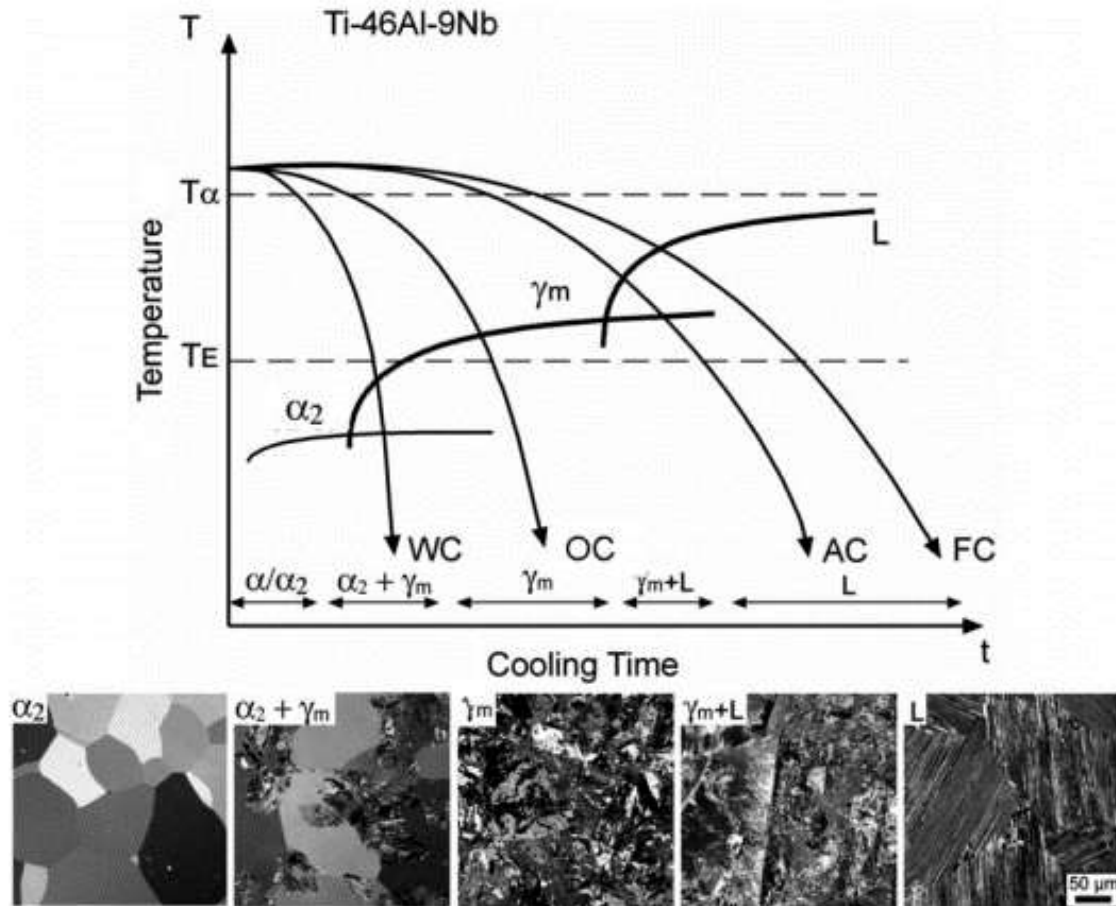 T
Ti-46Al-9Nb
Tα
L
γm
Temperature
TE
α2
WC
OC
AC
FC
α/α2
α2 + γm
γm
γm+L
L
t
Cooling Time
α2
α2 + γm
γm
γm+L
L
50 µm